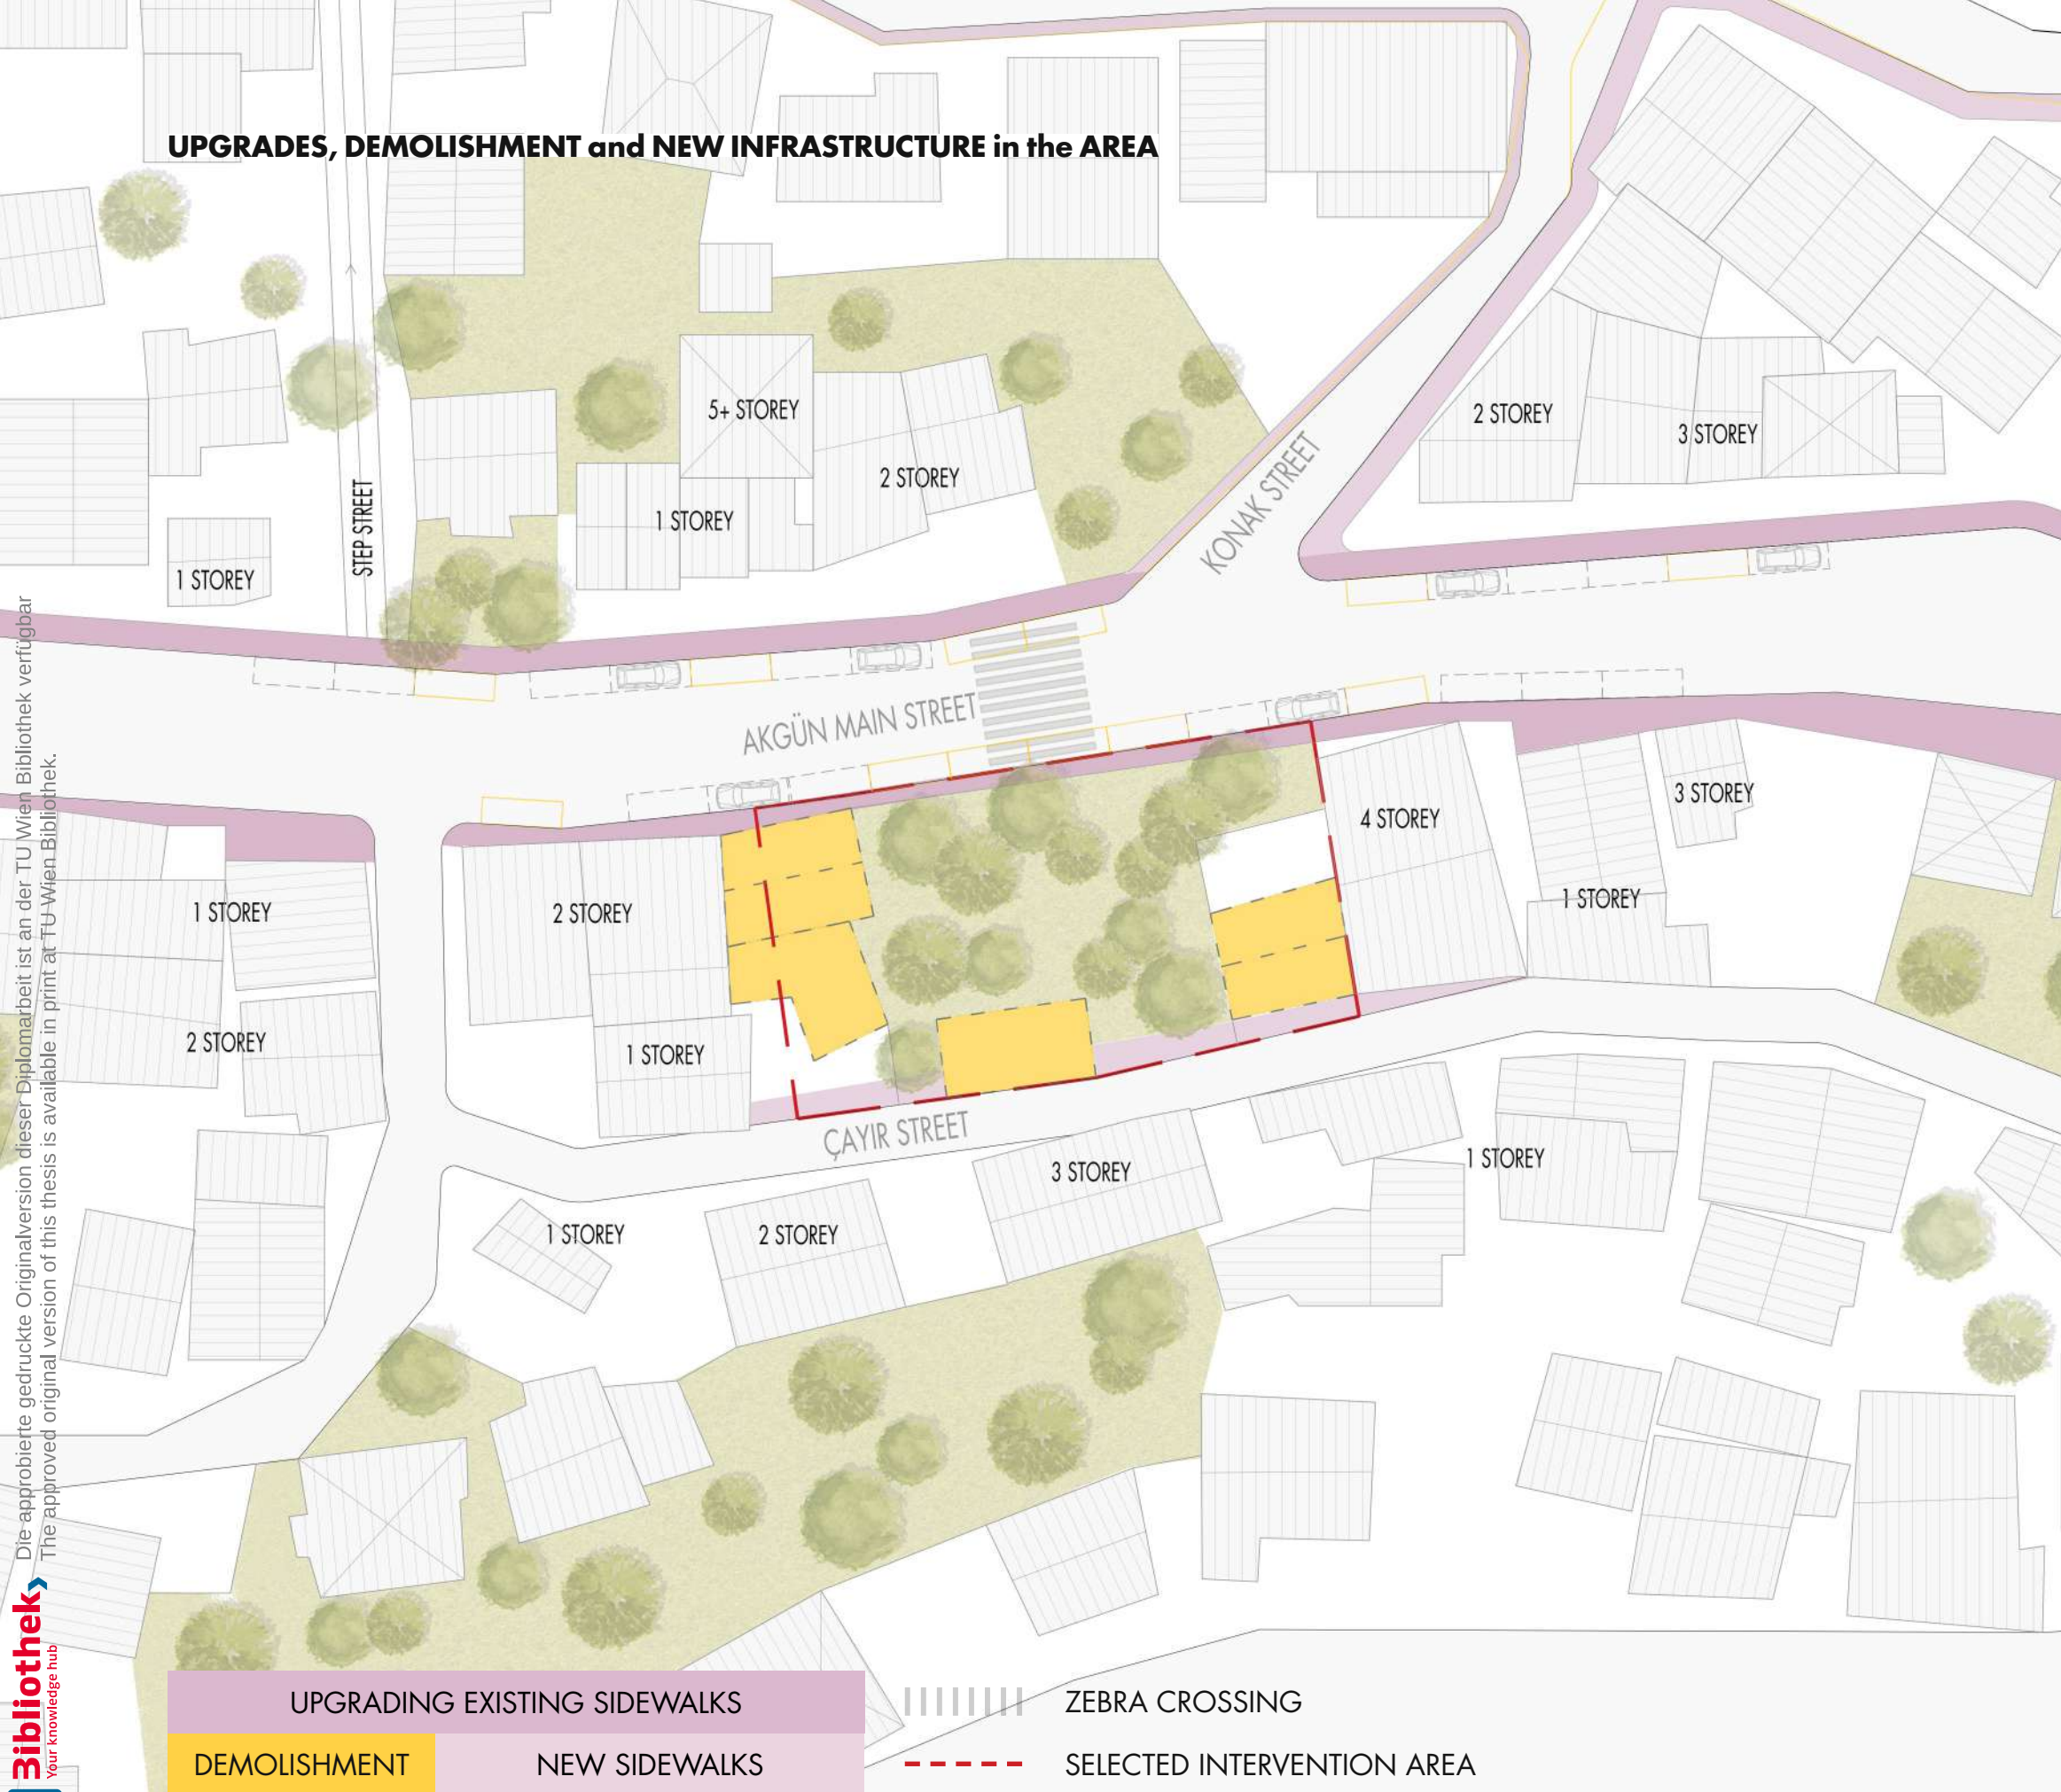 UPGRADES, DEMOLISHMENT and NEW INFRASTRUCTURE in the AREA
5+ STOREY
2 STOREY
1 STOREY
STEP STREET
1 STOREY
KONAK STREET
2 STOREY
3 STOREY
AKGÜN MAIN STREET
4 STOREY
3 STOREY
1 STOREY
1 STOREY
2 STOREY
2 STOREY
1 STOREY
ÇAYIR STREET
3 STOREY
1 STOREY
1 STOREY
2 STOREY
UPGRADING EXISTING SIDEWALKS
DEMOLISHMENT
NEW SIDEWALKS
ZEBRA CROSSING
SELECTED INTERVENTION AREA
Die approbierte gedruckte Originalversion dieser Diplomarbeit ist an der TU Wien Bibliothek verfügbar
The approved original version of this thesis is available in print at TU Wien Bibliothek.
Bibliothek
Your knowledge hub